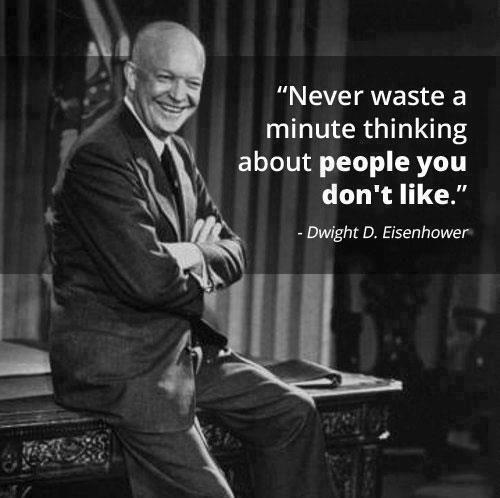 “Never waste a
minute thinking
about people you
don't like.”
- Dwight D. Eisenhower